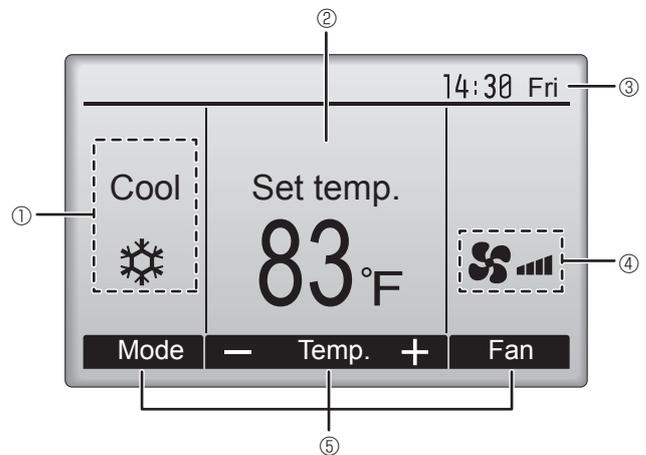 ②
14:30 Fri ③
Cool Set temp.
①
83°F
④
Mode — Temp. + Fan
⑤